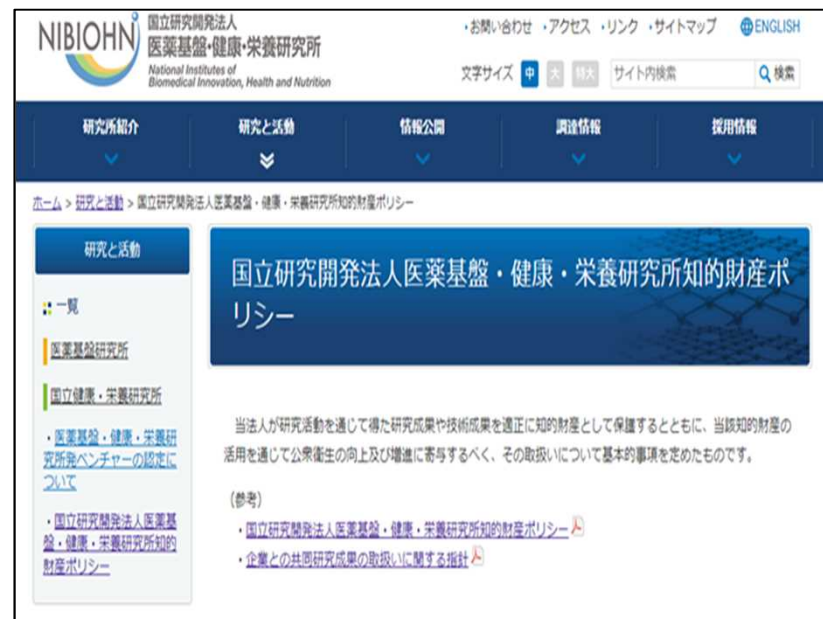 NIBIOHN
国立研究開発法人
医薬基盤・健康・栄養研究所
National Institutes of
Biomedical Innovation, Health and Nutrition
・お問い合わせ ・アクセス ・リンク ・サイトマップ ENGLISH
文字サイズ 中 大 特大 サイト内検索 検索
研究所紹介 研究と活動 情報公開 調達情報 採用情報
ホーム > 研究と活動 > 国立研究開発法人医薬基盤・健康・栄養研究所知的財産ポリシー
研究と活動
一覧
医薬基盤研究所
国立健康・栄養研究所
・医薬基盤・健康・栄養研
究所発ベンチャーの認定に
ついて
・国立研究開発法人医薬基
盤・健康・栄養研究所知的
財産ポリシー
国立研究開発法人医薬基盤・健康・栄養研究所知的財産ポ
リシー
当法人が研究活動を通じて得た研究成果や技術成果を適正に知的財産として保護するとともに、当該知的財産の
活用を通じて公衆衛生の向上及び増進に寄与するべく、その取扱いについて基本的事項を定めたものです。
(参考)
・国立研究開発法人医薬基盤・健康・栄養研究所知的財産ポリシー
・企業との共同研究成果の取扱いに関する指針